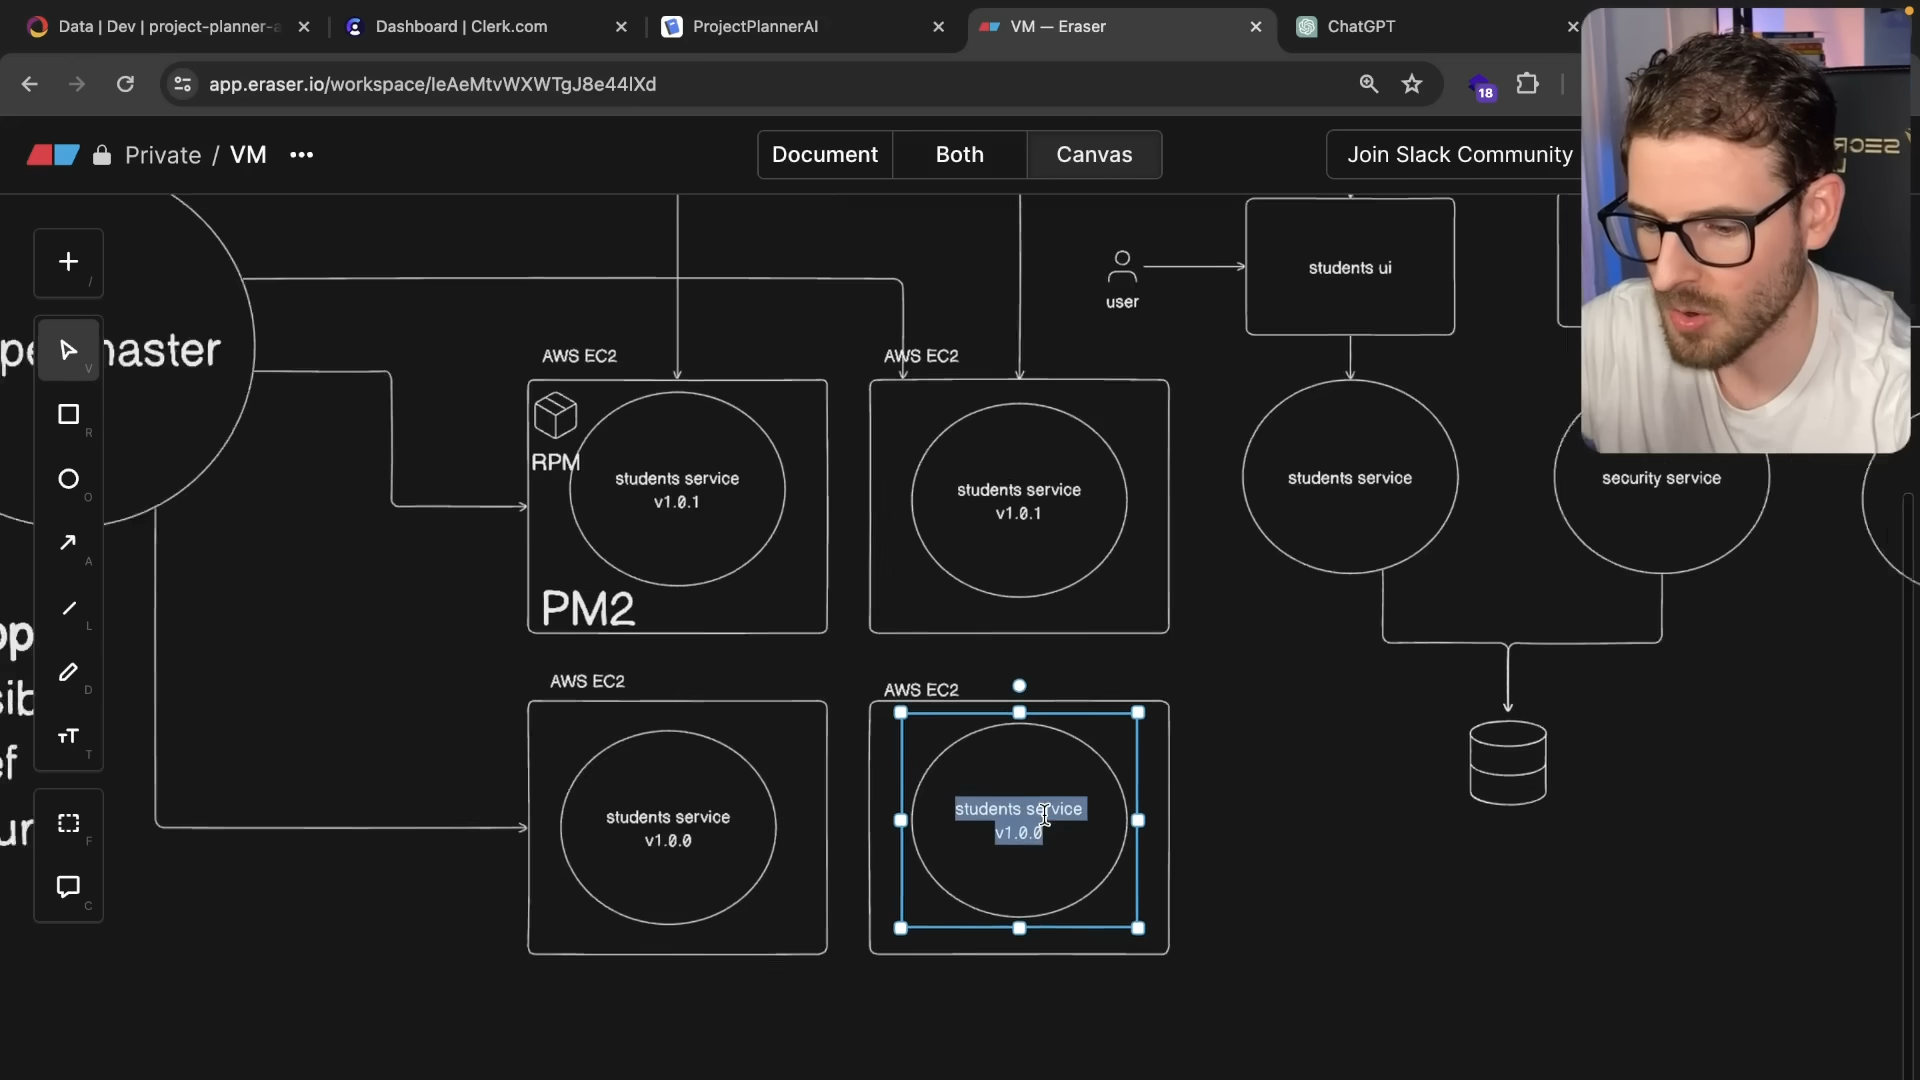 Data | Dev | project-planner-a
Dashboard | Clerk.com
ProjectPlannerAI
VM — Eraser
ChatGPT
app.eraser.io/workspace/IeAeMtvWXWTgJ8e44lXd
18
Private / VM
Document
Both
Canvas
Join Slack Community
/
V
R
O
A
L
D
T
F
C
master
students ui
user
AWS EC2
AWS EC2
RPM
students service
v1.0.1
PM2
students service
v1.0.1
students service
security service
AWS EC2
AWS EC2
students service
v1.0.0
students service
v1.0.0